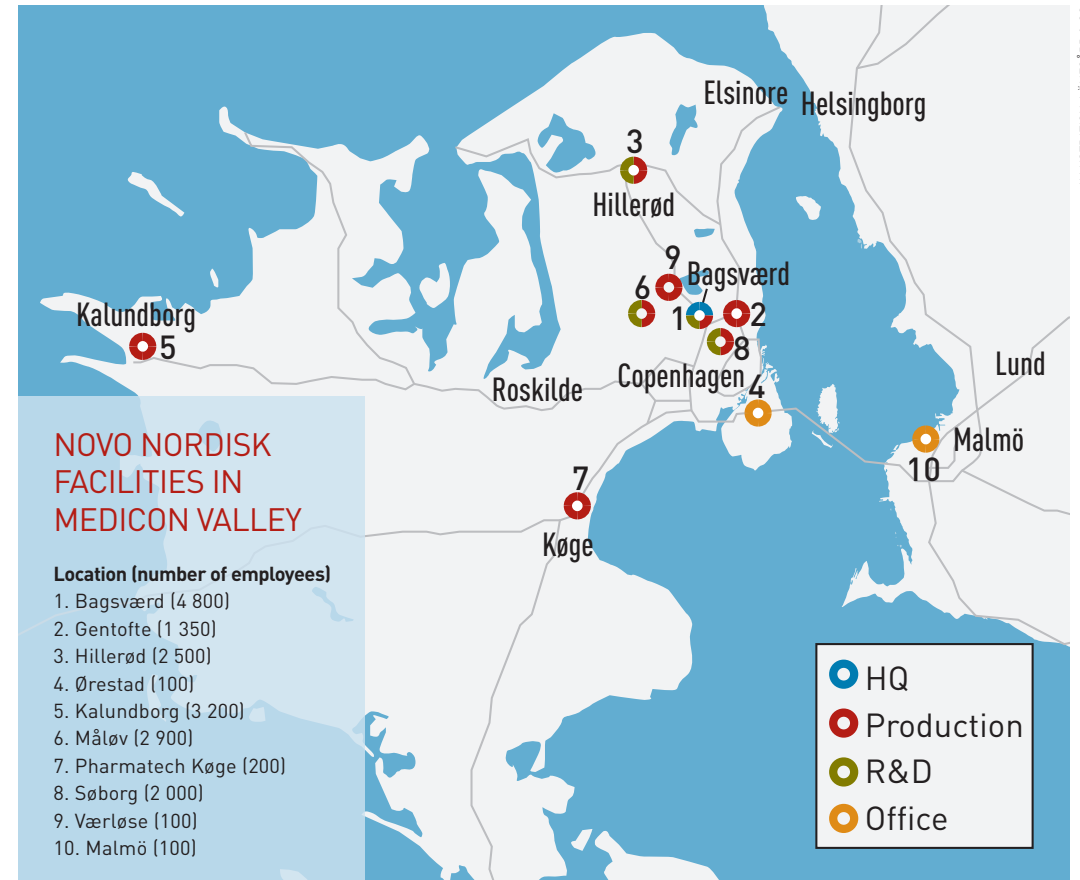 Elsinore
Helsingborg
3
Hillerød
9
Bagsværd
6
1
2
Kalundborg
5
8
Copenhagen
Roskilde
4
Lund
Malmö
10
7
Køge
NOVO NORDISK
FACILITIES IN
MEDICON VALLEY
Location (number of employees)
1. Bagsværd (4 800)
2. Gentofte (1 350)
3. Hillerød (2 500)
4. Ørestad (100)
5. Kalundborg (3 200)
6. Måløv (2 900)
7. Pharmatech Køge (200)
8. Søborg (2 000)
9. Værløse (100)
10. Malmö (100)
HQ
Production
R&D
Office